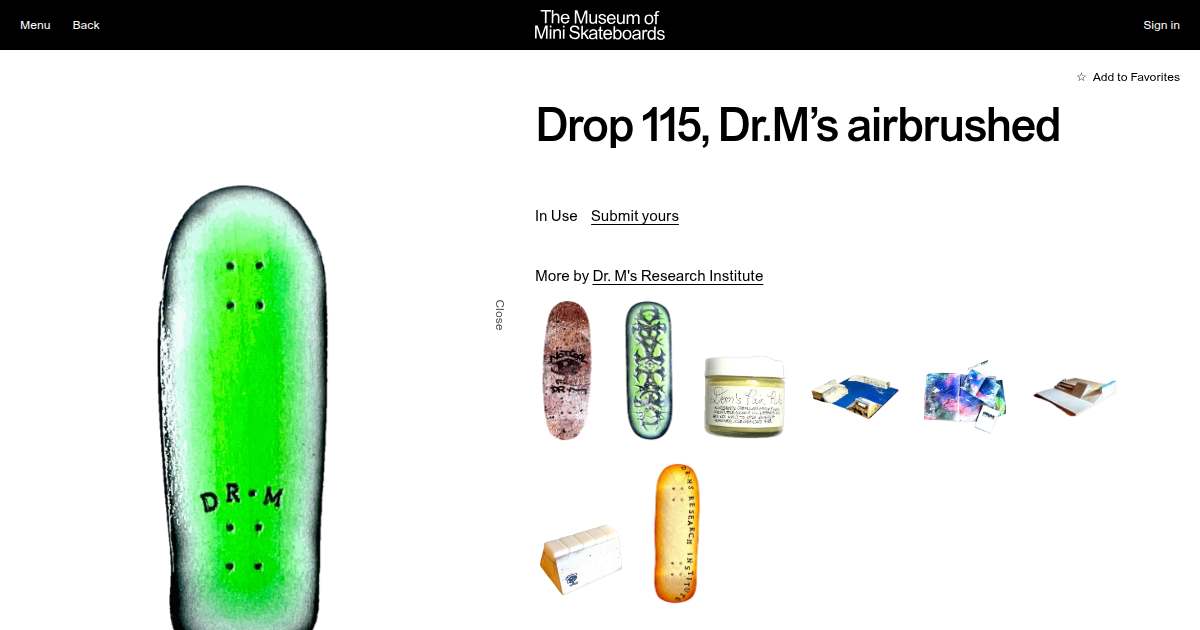 Menu
Back
The Museum of
Mini Skateboards
Sign in
☆ Add to Favorites
Drop 115, Dr.M’s airbrushed
In Use
Submit yours
More by Dr. M's Research Institute
Close
DR·M
RESEARCH INSTITUTE